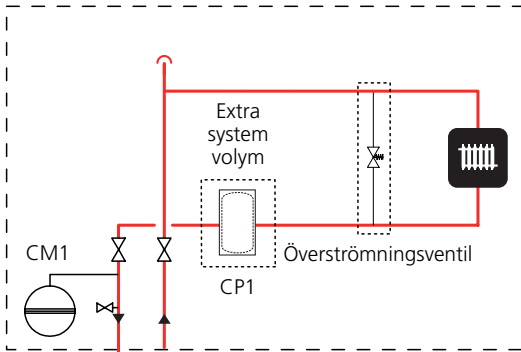 Extra
system
volym
CM1
Överströmningsventil
CP1